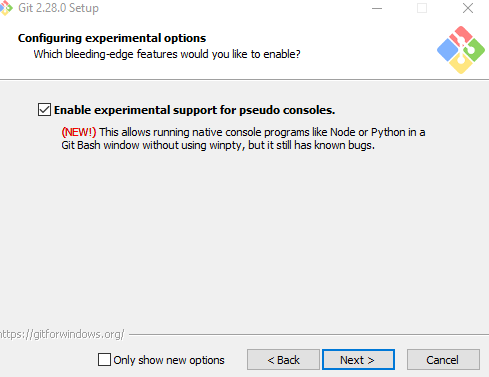 Git 2.28.0 Setup
Configuring experimental options
Which bleeding-edge features would you like to enable?
Enable experimental support for pseudo consoles.
(NEW!) This allows running native console programs like Node or Python in a
Git Bash window without using winpty, but it still has known bugs.
https://gitforwindows.org/
Only show new options
< Back
Next >
Cancel